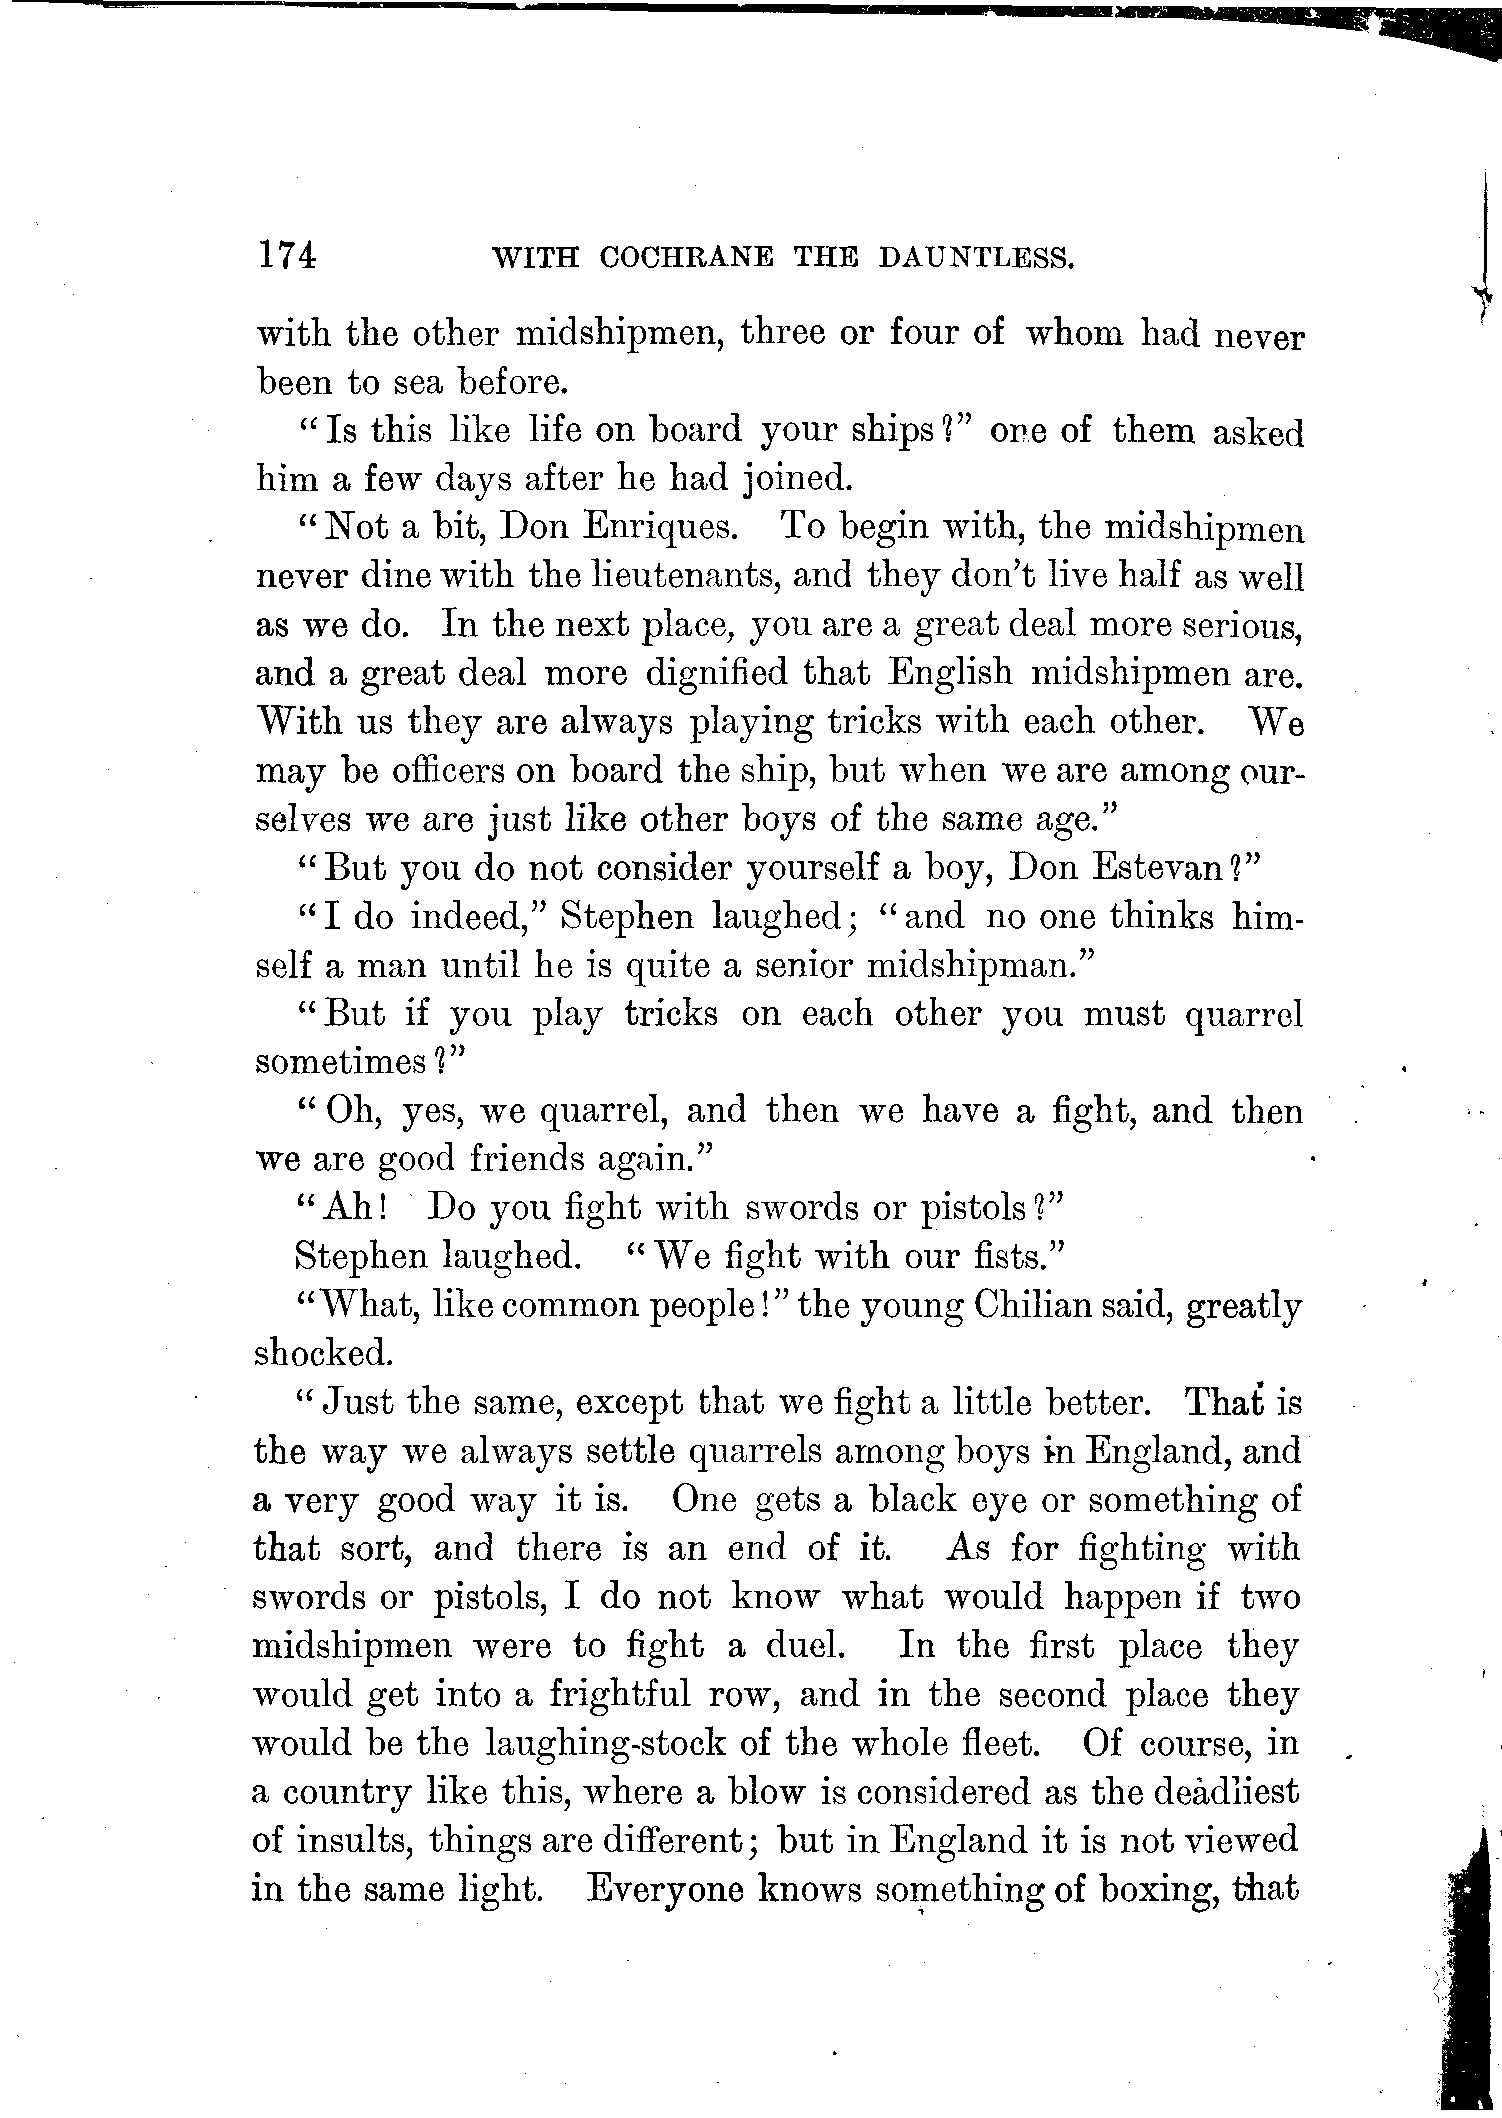 174 WITH COCHRANE THE DAUNTLESS.
with the other midshipmen, three or four of whom had never
been to sea before.
“Is this like life on board your ships?” one of them asked
him a few days after he had joined.
“Not a bit, Don Enriques. To begin with, the midshipmen
never dine with the lieutenants, and they don't live half as well
as we do. In the next place, you are a great deal more serious,
and a great deal more dignified that English midshipmen are.
With us they are always playing tricks with each other. We
may be officers on board the ship, but when we are among our-
selves we are just like other boys of the same age.”
“But you do not consider yourself a boy, Don Estevan?”
“I do indeed,” Stephen laughed; “and no one thinks him-
self a man until he is quite a senior midshipman.”
“But if you play tricks on each other you must quarrel
sometimes?”
“Oh, yes, we quarrel, and then we have a fight, and then
we are good friends again.”
“Ah! Do you fight with swords or pistols?”
Stephen laughed. “We fight with our fists.”
“What, like common people!” the young Chilian said, greatly
shocked.
“Just the same, except that we fight a little better. That is
the way we always settle quarrels among boys in England, and
a very good way it is. One gets a black eye or something of
that sort, and there is an end of it. As for fighting with
swords or pistols, I do not know what would happen if two
midshipmen were to fight a duel. In the first place they
would get into a frightful row, and in the second place they
would be the laughing-stock of the whole fleet. Of course, in
a country like this, where a blow is considered as the deadliest
of insults, things are different; but in England it is not viewed
in the same light. Everyone knows something of boxing, that